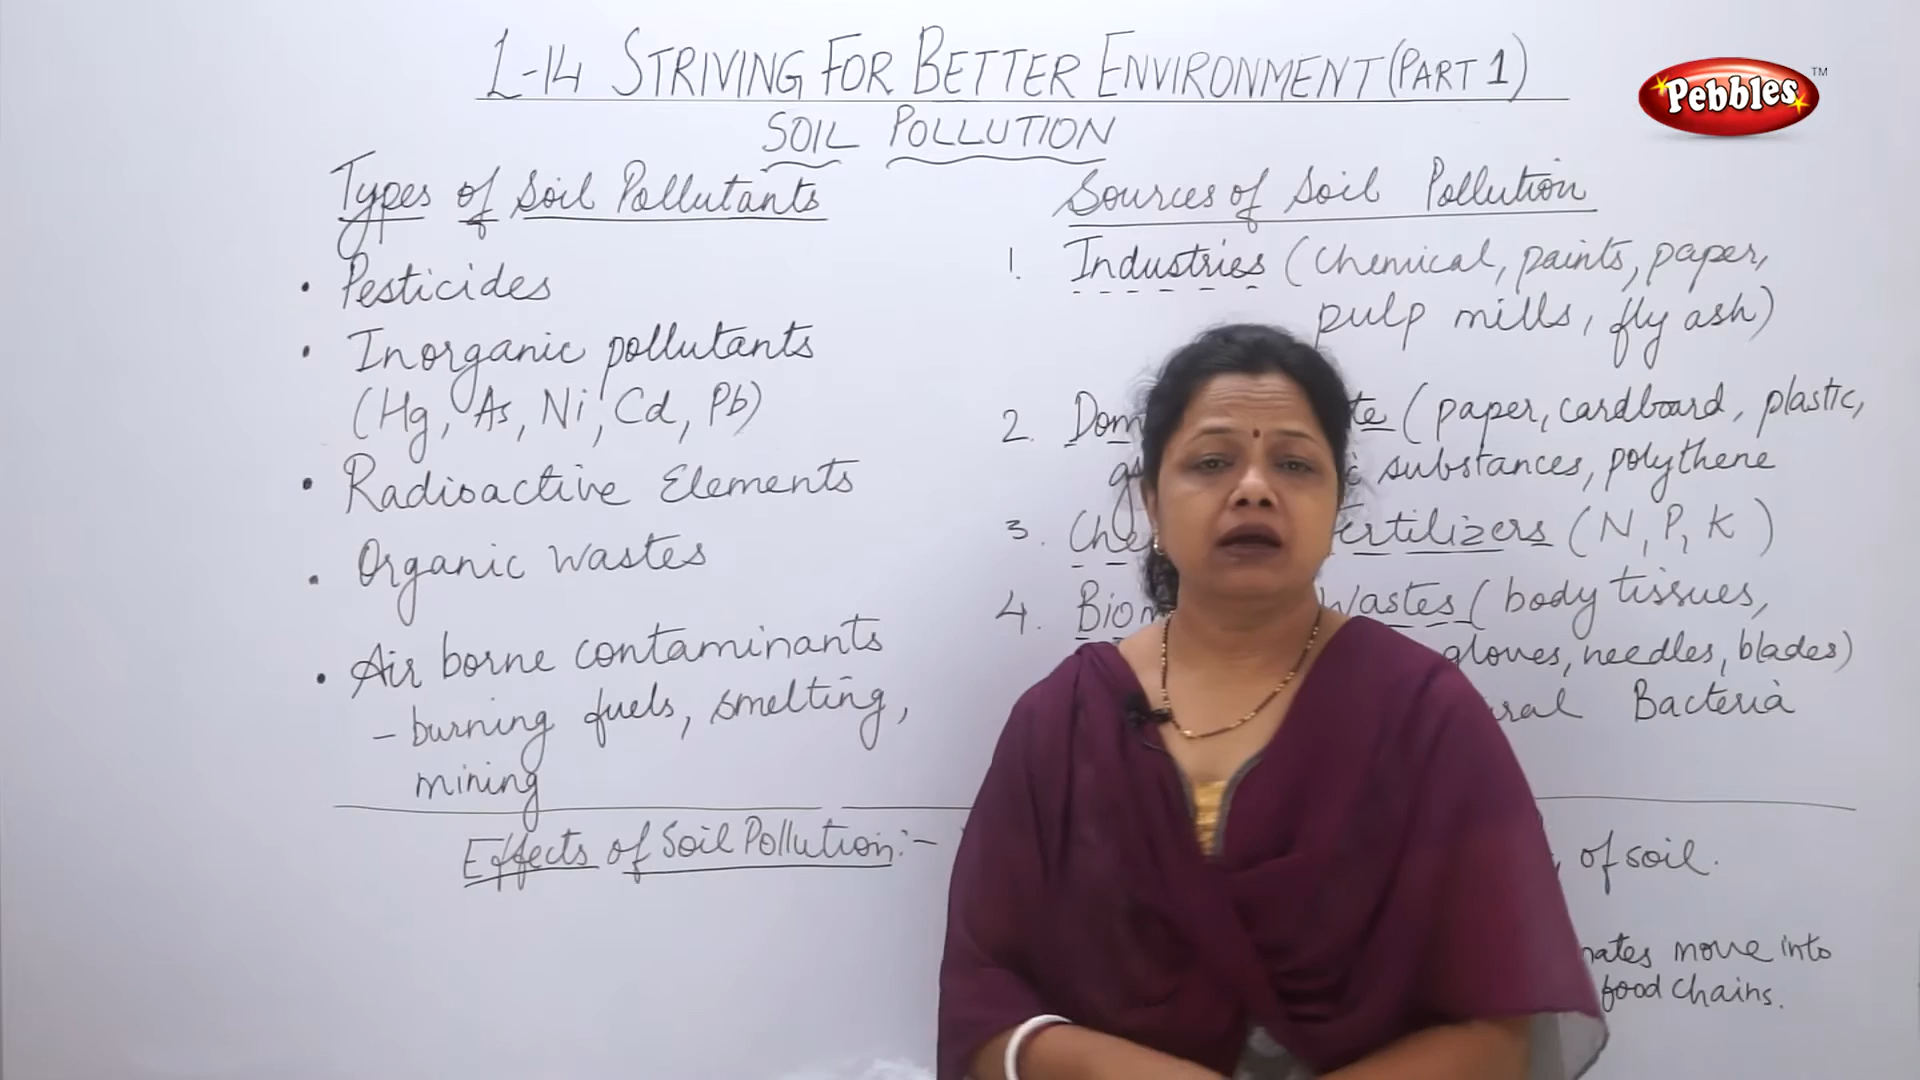 L-14 STRIVING FOR BETTER ENVIRONMENT (PART 1)
Pebbles TM
SOIL POLLUTION
Types of Soil Pollutants
• Pesticides
• Inorganic pollutants
(Hg, As, Ni, Cd, Pb)
• Radioactive Elements
• Organic wastes
• Air borne contaminants
- burning fuels, smelting,
mining
Sources of Soil Pollution
1. Industries (Chemical, paints, paper,
pulp mills, fly ash)
2. (paper, cardboard, plastic,
substances, polythene
3. Fertilizers (N, P, K)
4. Wastes (body tissues,
gloves, needles, blades)
Bacteria
Effects of Soil Pollution:-
of soil.
move into
food chains.